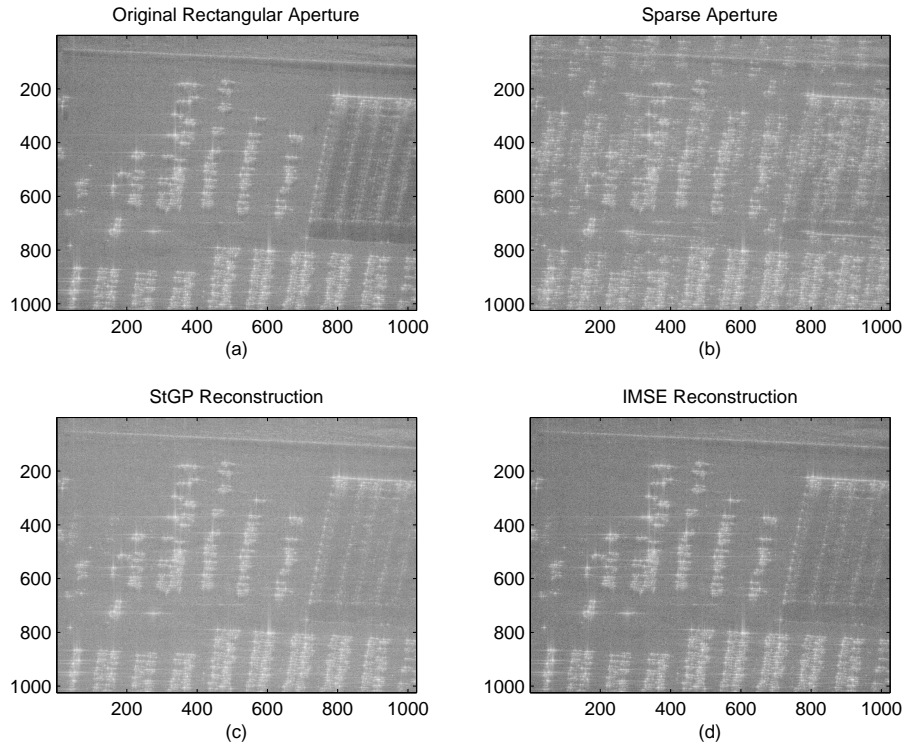 Original Rectangular Aperture
200
400
600
800
1000
200 400 600 800 1000
(a)
Sparse Aperture
200
400
600
800
1000
200 400 600 800 1000
(b)
StGP Reconstruction
200
400
600
800
1000
200 400 600 800 1000
(c)
IMSE Reconstruction
200
400
600
800
1000
200 400 600 800 1000
(d)